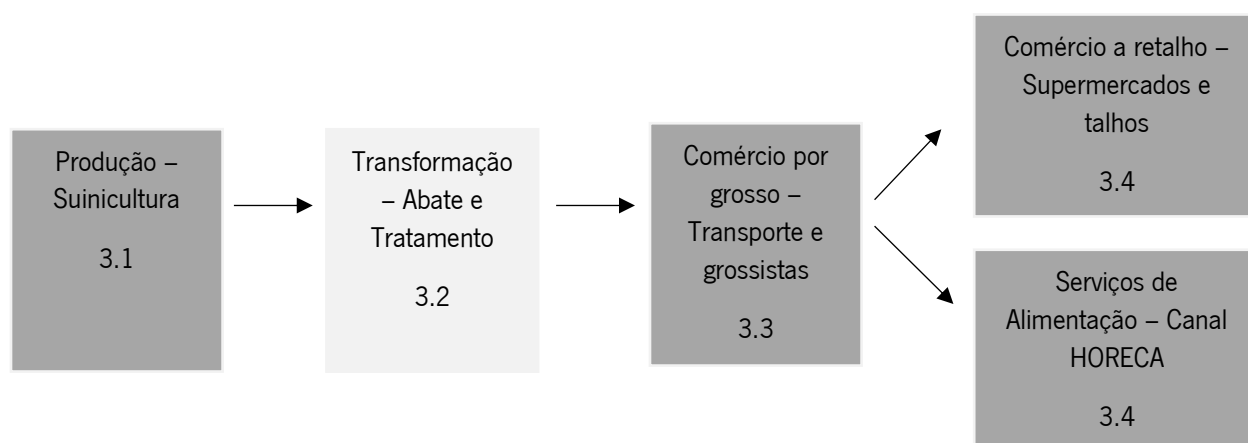 Produção –
Suinicultura
3.1
Transformação
– Abate e
Tratamento
3.2
Comércio por
grosso –
Transporte e
grossistas
3.3
Comércio a retalho –
Supermercados e
talhos
3.4
Serviços de
Alimentação – Canal
HORECA
3.4